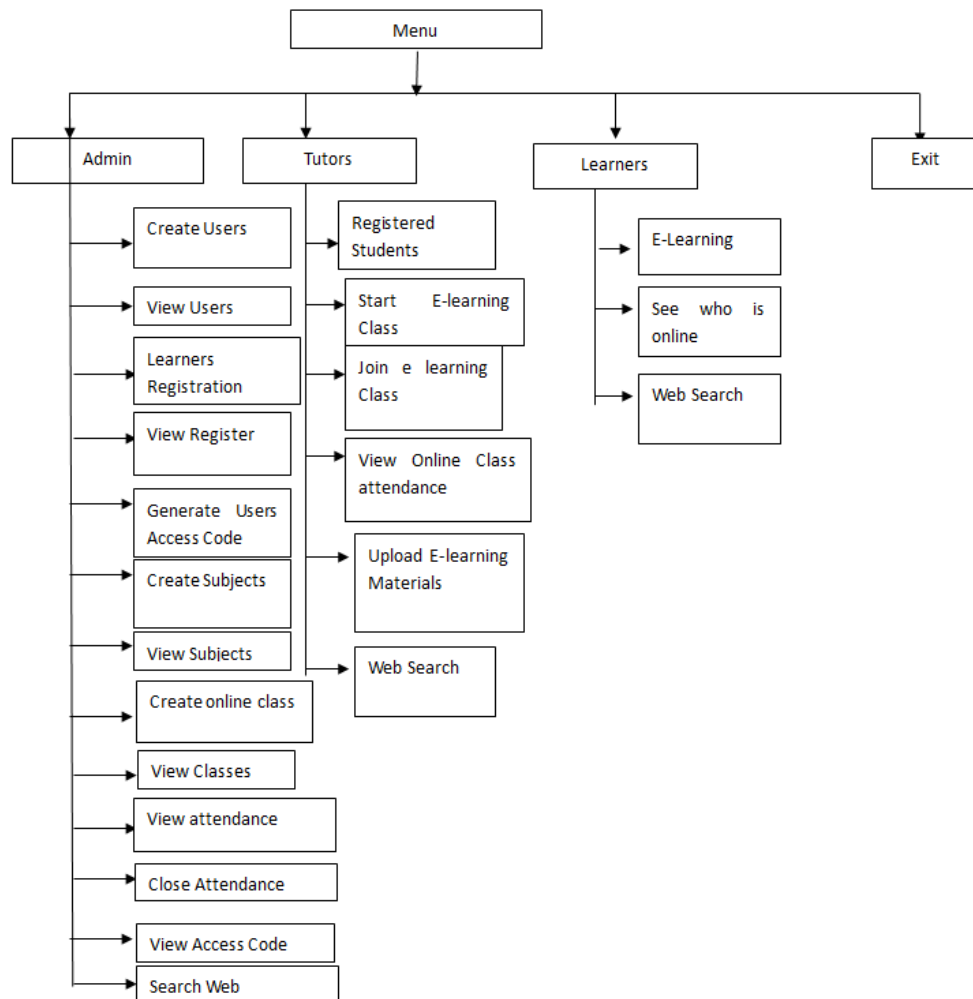 Menu
Admin
Tutors
Learners
Exit
Create Users
View Users
Learners
Registration
View Register
Generate Users
Access Code
Create Subjects
View Subjects
Create online class
View Classes
View attendance
Close Attendance
View Access Code
Search Web
Registered
Students
Start E-learning
Class
Join e learning
Class
View Online Class
attendance
Upload E-learning
Materials
Web Search
E-Learning
See who is
online
Web Search